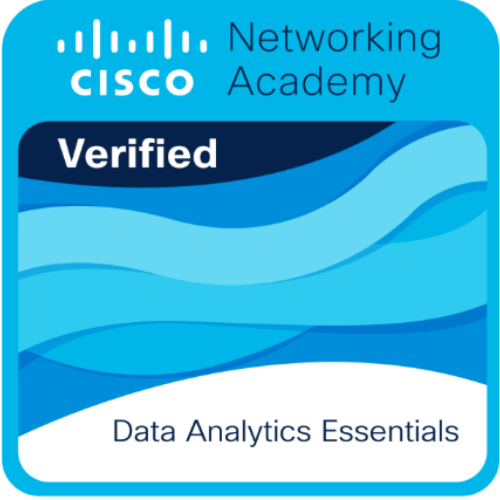 CISCO
Networking
Academy
Verified
Data Analytics Essentials